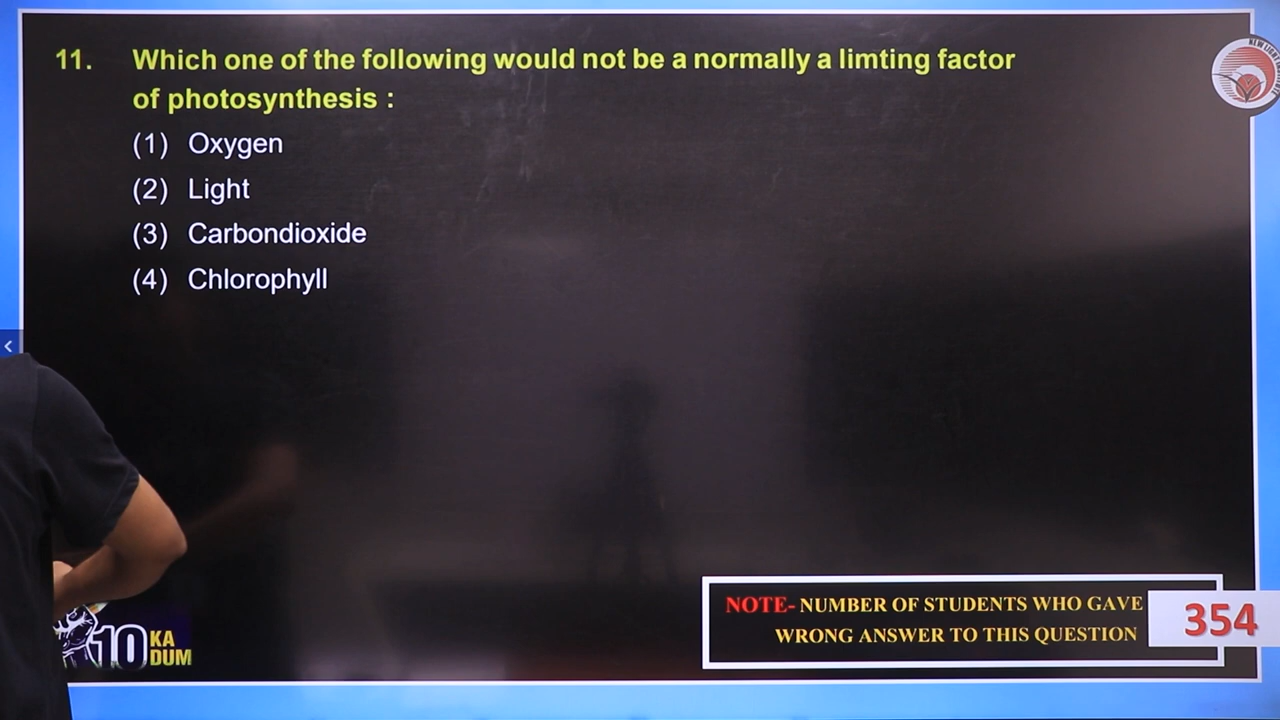 11. Which one of the following would not be a normally a limting factor
of photosynthesis :
(1) Oxygen
(2) Light
(3) Carbondioxide
(4) Chlorophyll
NOTE- NUMBER OF STUDENTS WHO GAVE
WRONG ANSWER TO THIS QUESTION
354
10 KA
DUM